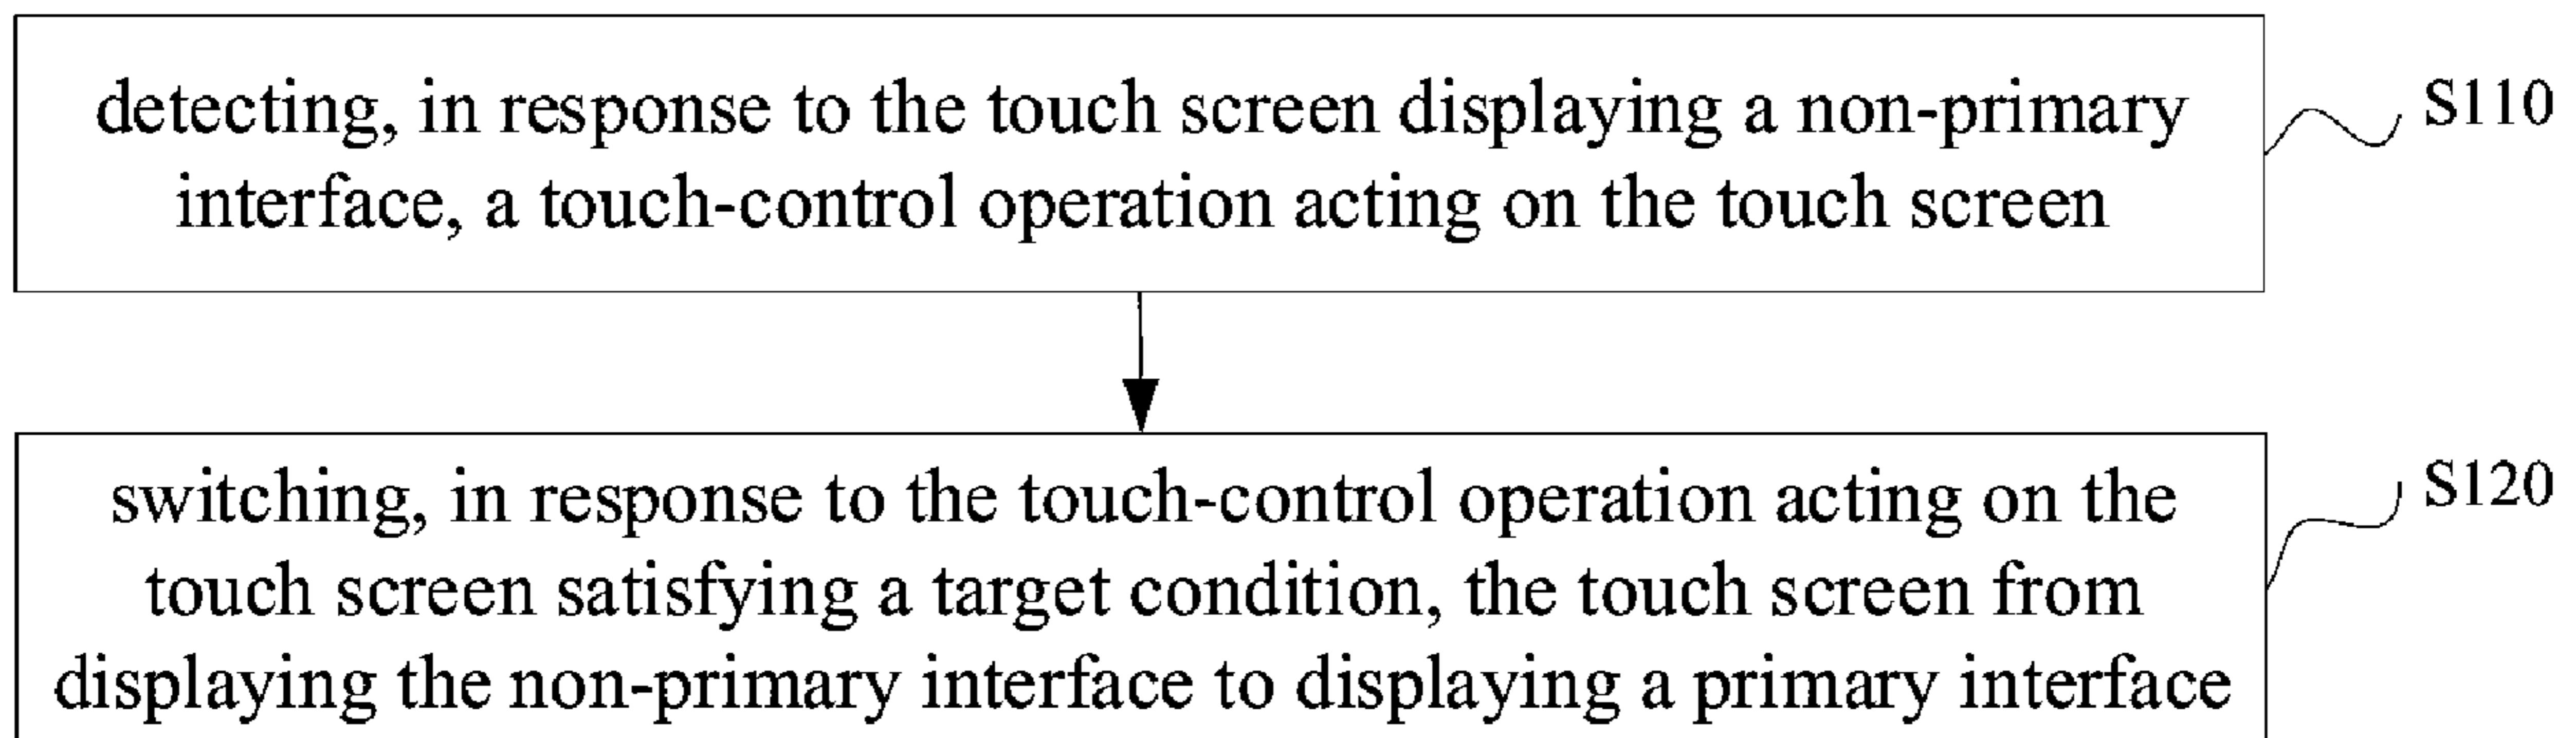 detecting, in response to the touch screen displaying a non-primary
interface, a touch-control operation acting on the touch screen
S110
switching, in response to the touch-control operation acting on the
touch screen satisfying a target condition, the touch screen from
displaying the non-primary interface to displaying a primary interface
S120